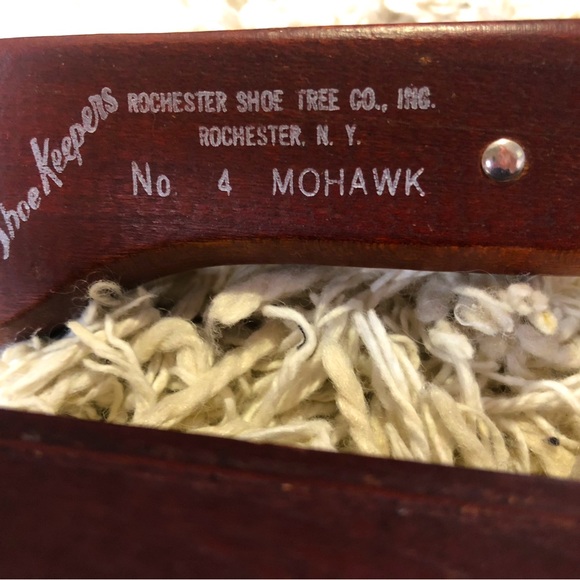 Shoe Keepers
ROCHESTER SHOE TREE CO., INC.
ROCHESTER, N. Y.
No. 4 MOHAWK